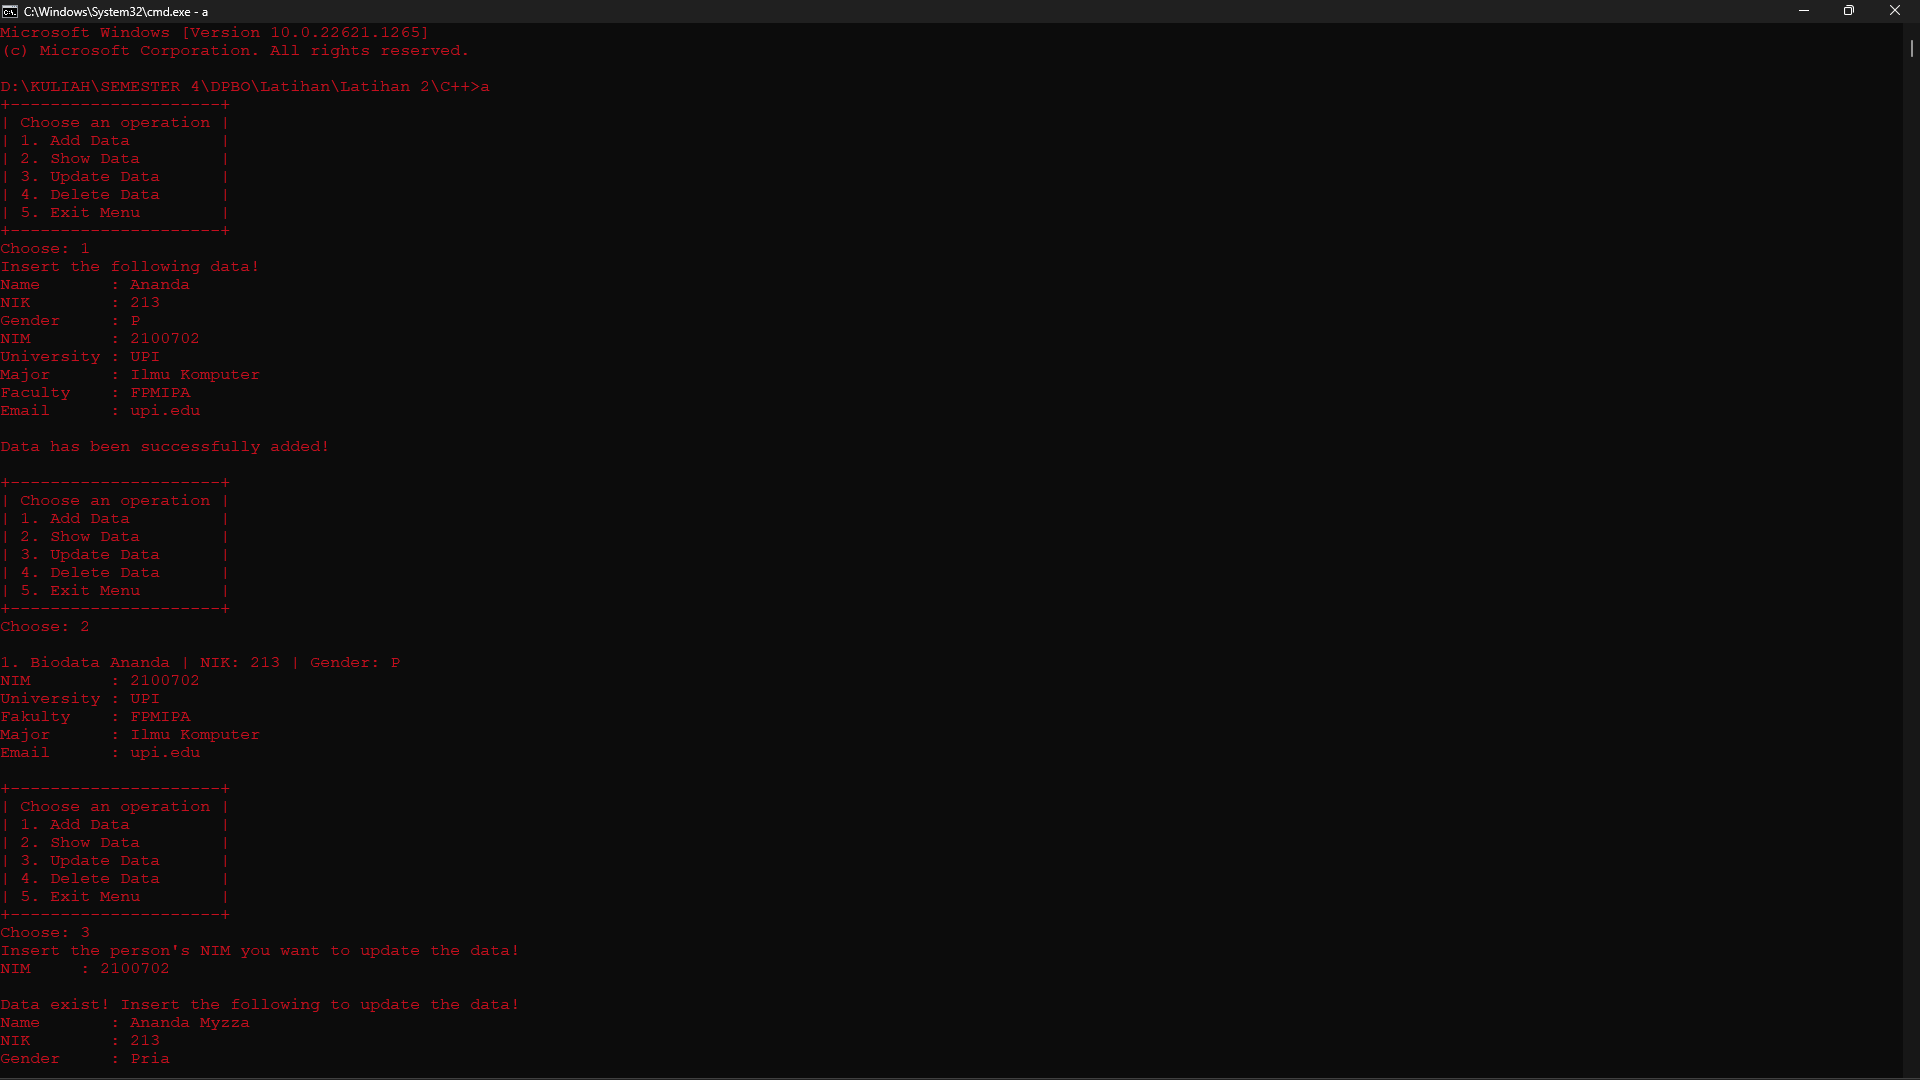 C:\Windows\System32\cmd.exe - a
Microsoft Windows [Version 10.0.22621.1265]
(c) Microsoft Corporation. All rights reserved.
D:\KULIAH\SEMESTER 4\DPBO\Latihan\Latihan 2\C++>a
+---------------------+
| Choose an operation |
| 1. Add Data         |
| 2. Show Data        |
| 3. Update Data      |
| 4. Delete Data      |
| 5. Exit Menu        |
+---------------------+
Choose: 1
Insert the following data!
Name       : Ananda
NIK        : 213
Gender     : P
NIM        : 2100702
University : UPI
Major      : Ilmu Komputer
Faculty    : FPMIPA
Email      : upi.edu
Data has been successfully added!
+---------------------+
| Choose an operation |
| 1. Add Data         |
| 2. Show Data        |
| 3. Update Data      |
| 4. Delete Data      |
| 5. Exit Menu        |
+---------------------+
Choose: 2
1. Biodata Ananda | NIK: 213 | Gender: P
NIM        : 2100702
University : UPI
Fakulty    : FPMIPA
Major      : Ilmu Komputer
Email      : upi.edu
+---------------------+
| Choose an operation |
| 1. Add Data         |
| 2. Show Data        |
| 3. Update Data      |
| 4. Delete Data      |
| 5. Exit Menu        |
+---------------------+
Choose: 3
Insert the person's NIM you want to update the data!
NIM     : 2100702
Data exist! Insert the following to update the data!
Name       : Ananda Myzza
NIK        : 213
Gender     : Pria